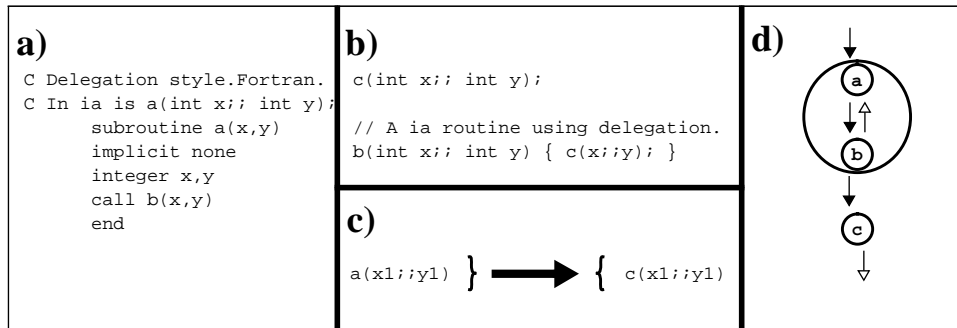 a)
C Delegation style.Fortran.
C In ia is a(int x;; int y);
subroutine a(x,y)
implicit none
integer x,y
call b(x,y)
end
b)
c(int x;; int y);
// A ia routine using delegation.
b(int x;; int y) { c(x;;y); }
c)
a(x1;;y1) } { c(x1;;y1)
d)
a
b
c